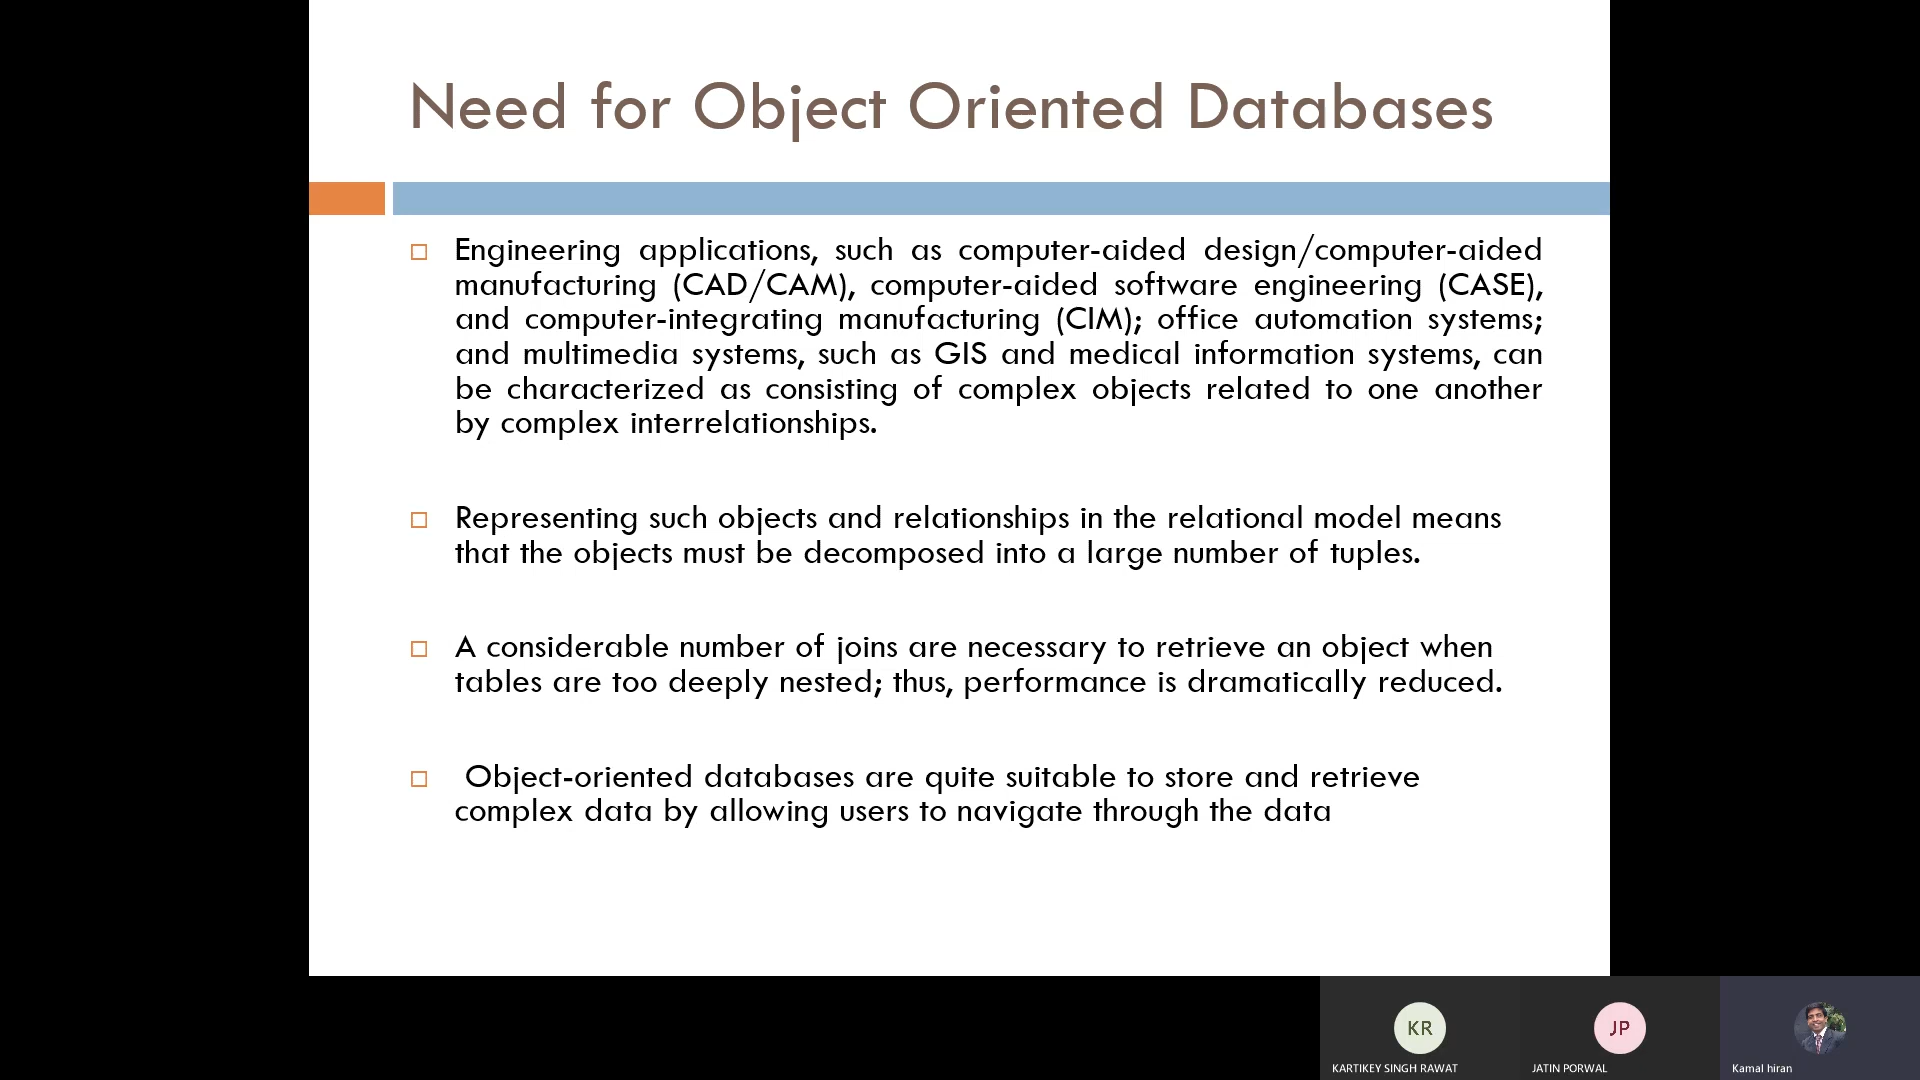 Need for Object Oriented Databases
Engineering applications, such as computer-aided design/computer-aided
manufacturing (CAD/CAM), computer-aided software engineering (CASE),
and computer-integrating manufacturing (CIM); office automation systems;
and multimedia systems, such as GIS and medical information systems, can
be characterized as consisting of complex objects related to one another
by complex interrelationships.
Representing such objects and relationships in the relational model means
that the objects must be decomposed into a large number of tuples.
A considerable number of joins are necessary to retrieve an object when
tables are too deeply nested; thus, performance is dramatically reduced.
Object-oriented databases are quite suitable to store and retrieve
complex data by allowing users to navigate through the data
KR
KARTIKEY SINGH RAWAT
JP
JATIN PORWAL
Kamal hiran